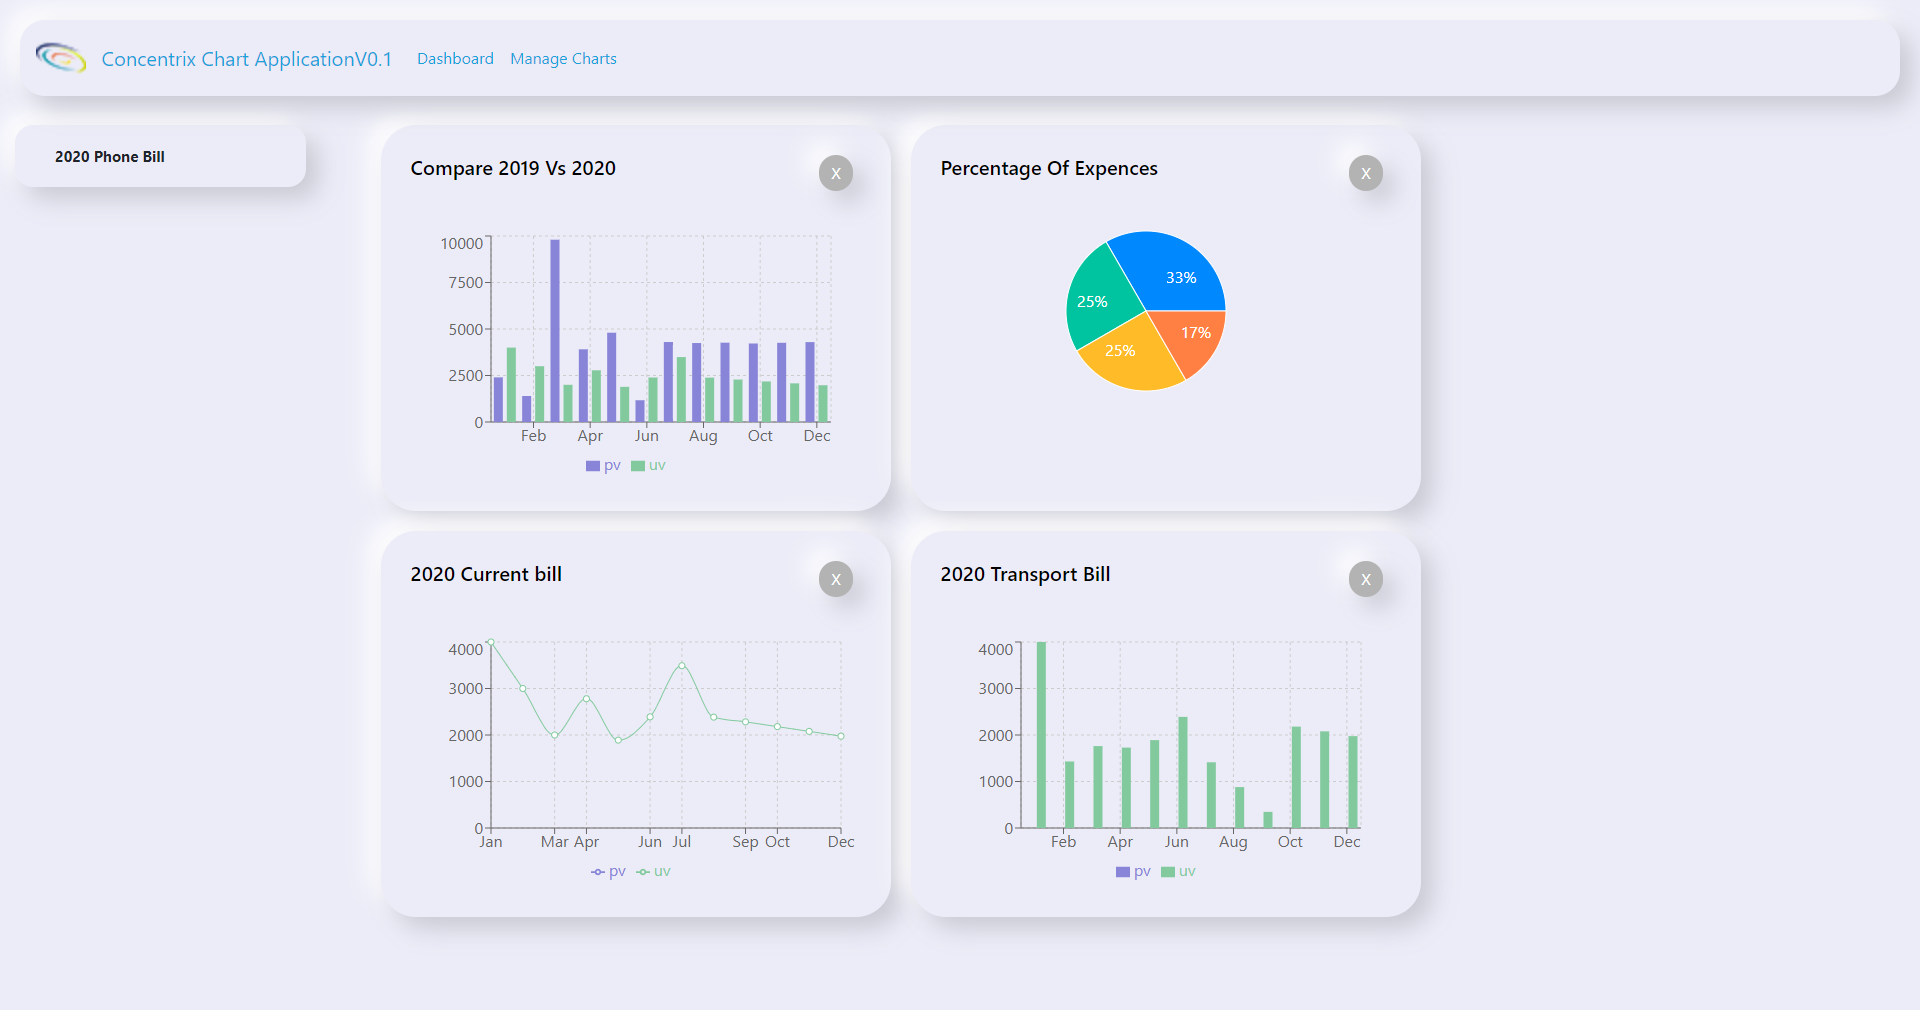 Concentrix Chart ApplicationV0.1 Dashboard Manage Charts
2020 Phone Bill
Compare 2019 Vs 2020
X
10000
7500
5000
2500
0
Feb Apr Jun Aug Oct Dec
pv uv
Percentage Of Expences
X
33%
25%
17%
25%
2020 Current bill
X
4000
3000
2000
1000
0
Jan Mar Apr Jun Jul Sep Oct Dec
pv uv
2020 Transport Bill
X
4000
3000
2000
1000
0
Feb Apr Jun Aug Oct Dec
pv uv